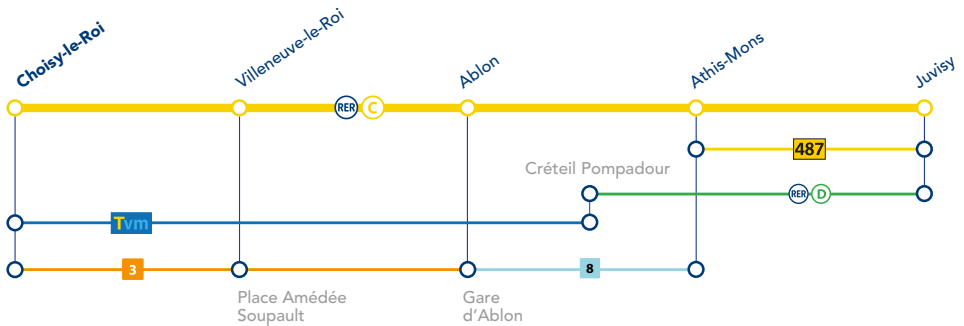 Choisy-le-Roi
Villeneuve-le-Roi
Ablon
Athis-Mons
Juvisy
RER C
487
Créteil Pompadour
RER D
Tvm
3
8
Place Amédée
Soupault
Gare
d'Ablon